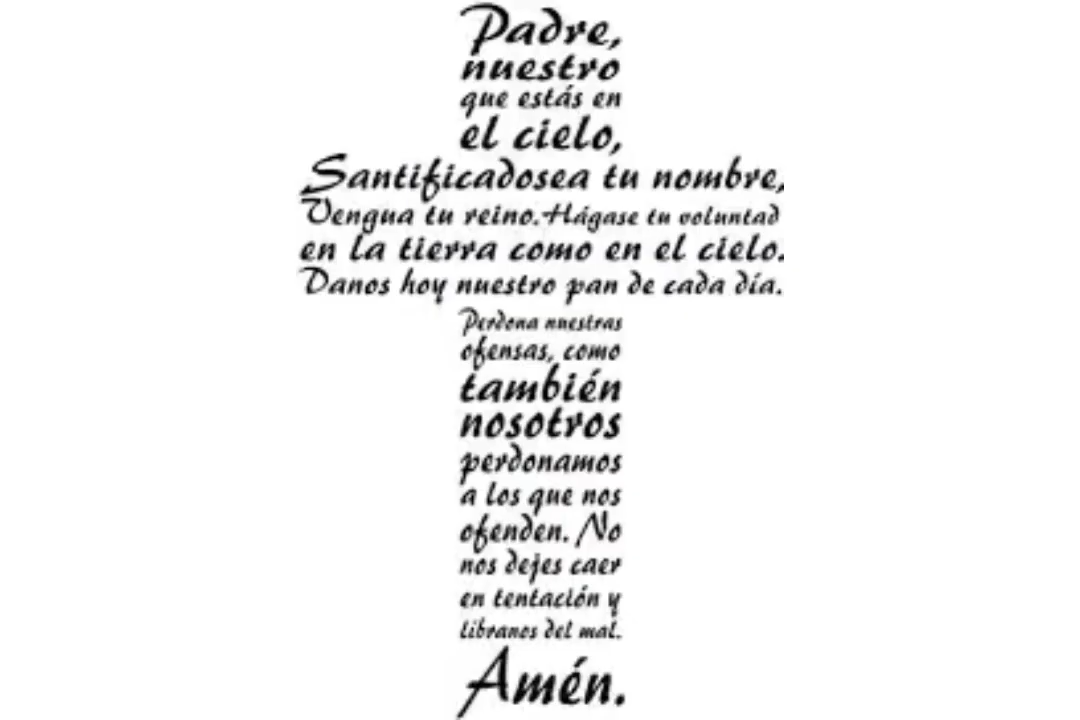 Padre,
nuestro
que estás en
el cielo,
Santificadosea tu nombre,
Vengua tu reino. Hágase tu voluntad
en la tierra como en el cielo.
Danos hoy nuestro pan de cada día.
Perdona nuestras
ofensas, como
también
nosotros
perdonamos
a los que nos
ofenden. No
nos dejes caer
en tentación y
libranos del mal.
Amén.